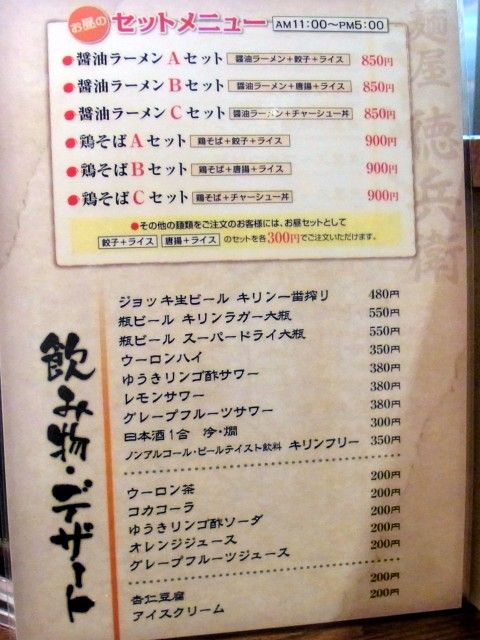 お昼の セットメニュー AM11:00〜PM5:00
●醤油ラーメンAセット 醤油ラーメン+餃子+ライス 850円
●醤油ラーメンBセット 醤油ラーメン+唐揚+ライス 850円
●醤油ラーメンCセット 醤油ラーメン+チャーシュー丼 850円
●鶏そばAセット 鶏そば+餃子+ライス 900円
●鶏そばBセット 鶏そば+唐揚+ライス 900円
●鶏そばCセット 鶏そば+チャーシュー丼 900円
●その他の麺類をご注文のお客様には、お昼セットとして
餃子+ライス 唐揚+ライス のセットを各300円でご注文いただけます。
麺屋 徳兵衛
飲み物・デザート
ジョッキ生ビール キリン一番搾り 480円
瓶ビール キリンラガー大瓶 550円
瓶ビール スーパードライ大瓶 550円
ウーロンハイ 350円
ゆうきリンゴ酢サワー 380円
レモンサワー 380円
グレープフルーツサワー 380円
日本酒1合 冷・燗 300円
ノンアルコール・ビールテイスト飲料 キリンフリー 350円
ウーロン茶 200円
コカコーラ 200円
ゆうきリンゴ酢ソーダ 200円
オレンジジュース 200円
グレープフルーツジュース 200円
杏仁豆腐 200円
アイスクリーム 200円